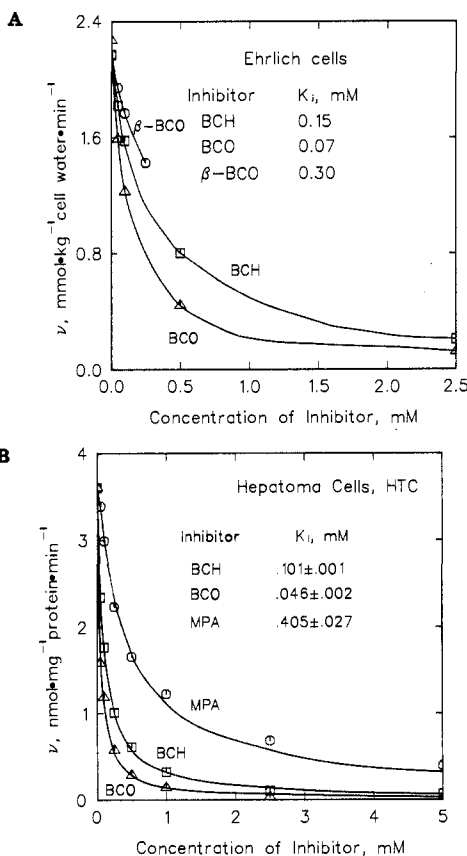 A
Ehrlich cells
Inhibitor Ki, mM
BCH 0.15
BCO 0.07
β-BCO 0.30
β-BCO
BCH
BCO
2.4
1.6
0.8
0.0
ν, mmol•kg⁻¹cell water•min⁻¹
0.0 0.5 1.0 1.5 2.0 2.5
Concentration of Inhibitor, mM
B
Hepatoma Cells, HTC
Inhibitor Ki, mM
BCH .101±.001
BCO .046±.002
MPA .405±.027
MPA
BCH
BCO
4
3
2
1
0
ν, nmol•mg⁻¹protein•min⁻¹
0 1 2 3 4 5
Concentration of Inhibitor, mM